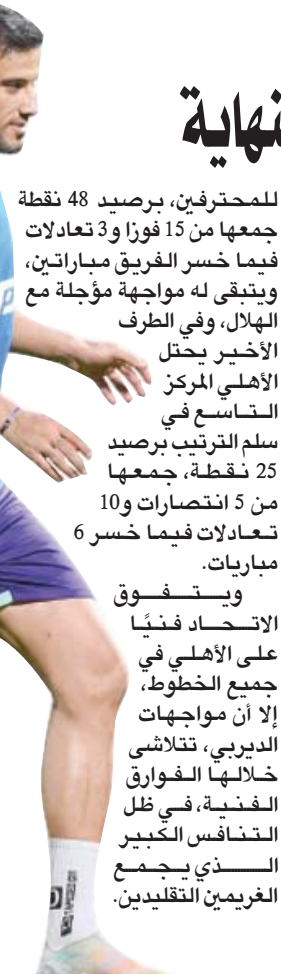 نهاية
للمحترفين، برصيد 48 نقطة
جمعها من 15 فوزا و3 تعادلات
فيما خسر الفريق مباراتين،
ويتبقى له مواجهة مؤجلة مع
الهلال، وفي الطرف
الأخير يحتل
الأهلي المركز
التاسع في
سلم الترتيب برصيد
25 نقطة، جمعها
من 5 انتصارات و10
تعادلات فيما خسر 6
مباريات.
ويتفوق
الاتحاد فنيًا
على الأهلي في
جميع الخطوط،
إلا أن مواجهات
الديربي، تتلاشى
خلالها الفوارق
الفنية، في ظل
التنافس الكبير
الذي يجمع
الغريمين التقليدين.